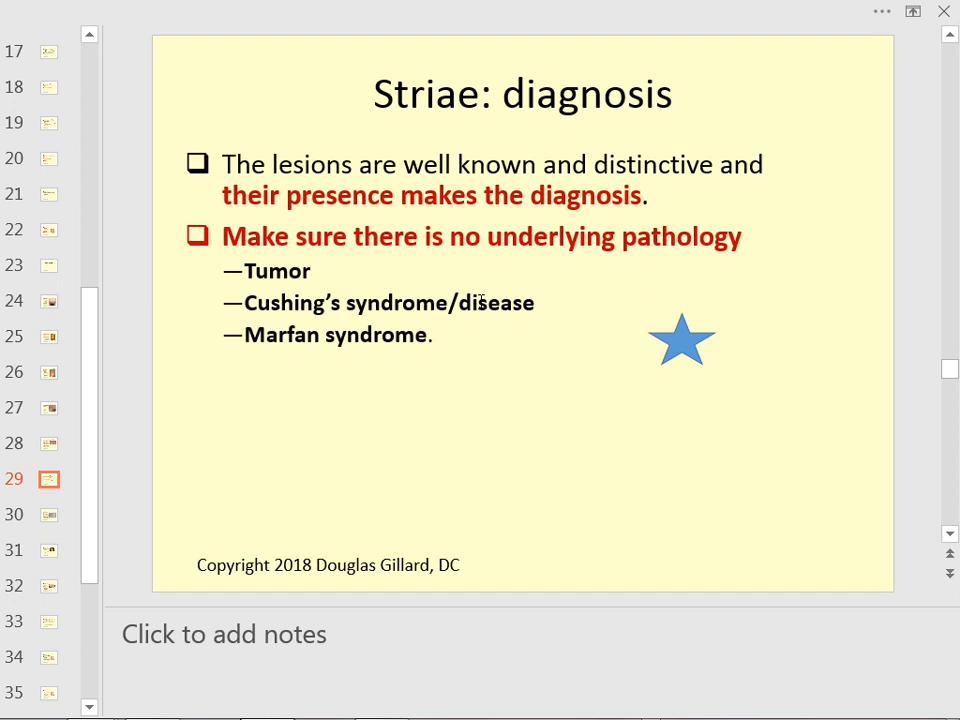 17
18
19
20
21
22
23
24
25
26
27
28
29
30
31
32
33
34
35
Striae: diagnosis
The lesions are well known and distinctive and
their presence makes the diagnosis.
Make sure there is no underlying pathology
—Tumor
—Cushing’s syndrome/disease
—Marfan syndrome.
Copyright 2018 Douglas Gillard, DC
Click to add notes